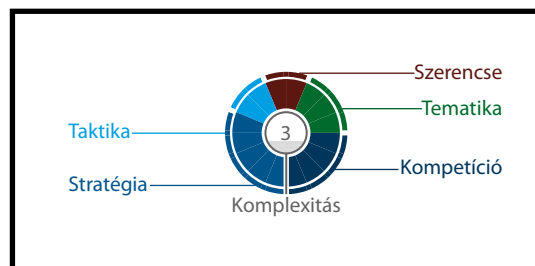 Szerencse
Tematika
Taktika
3
Kompetíció
Stratégia
Komplexitás